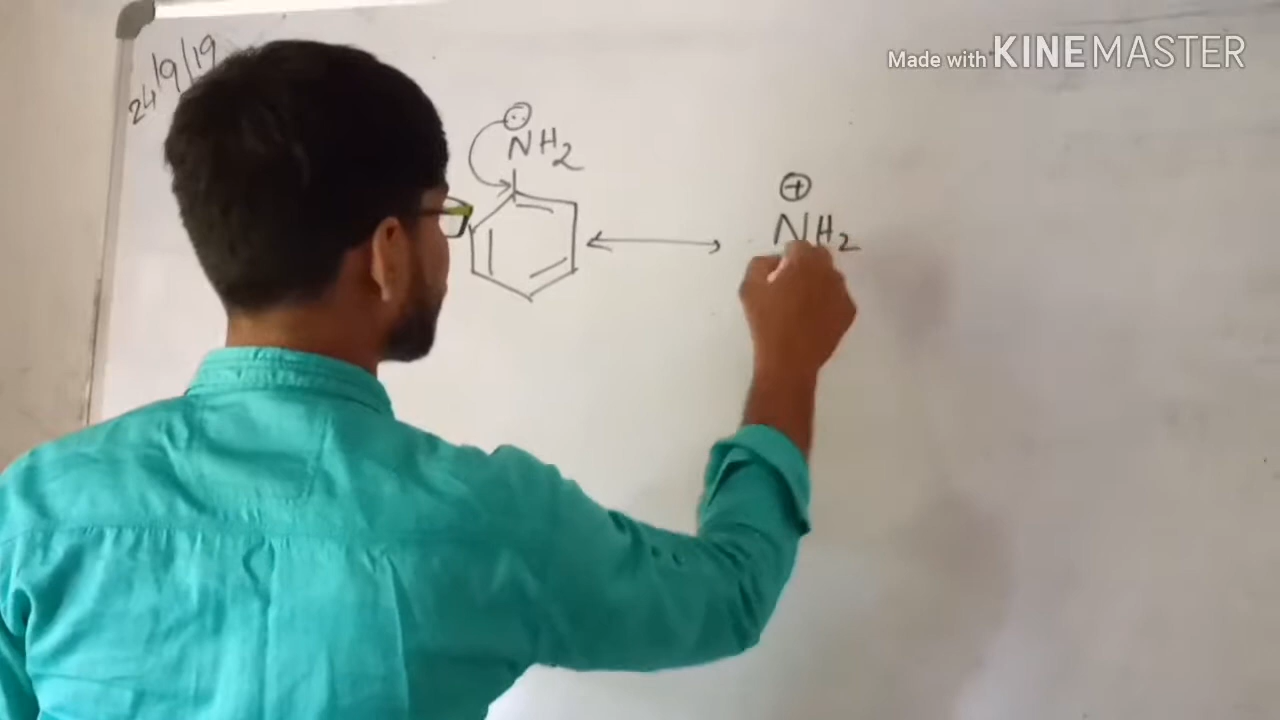 24/9/19
Made with KINEMASTER
NH2
⊕
NH2